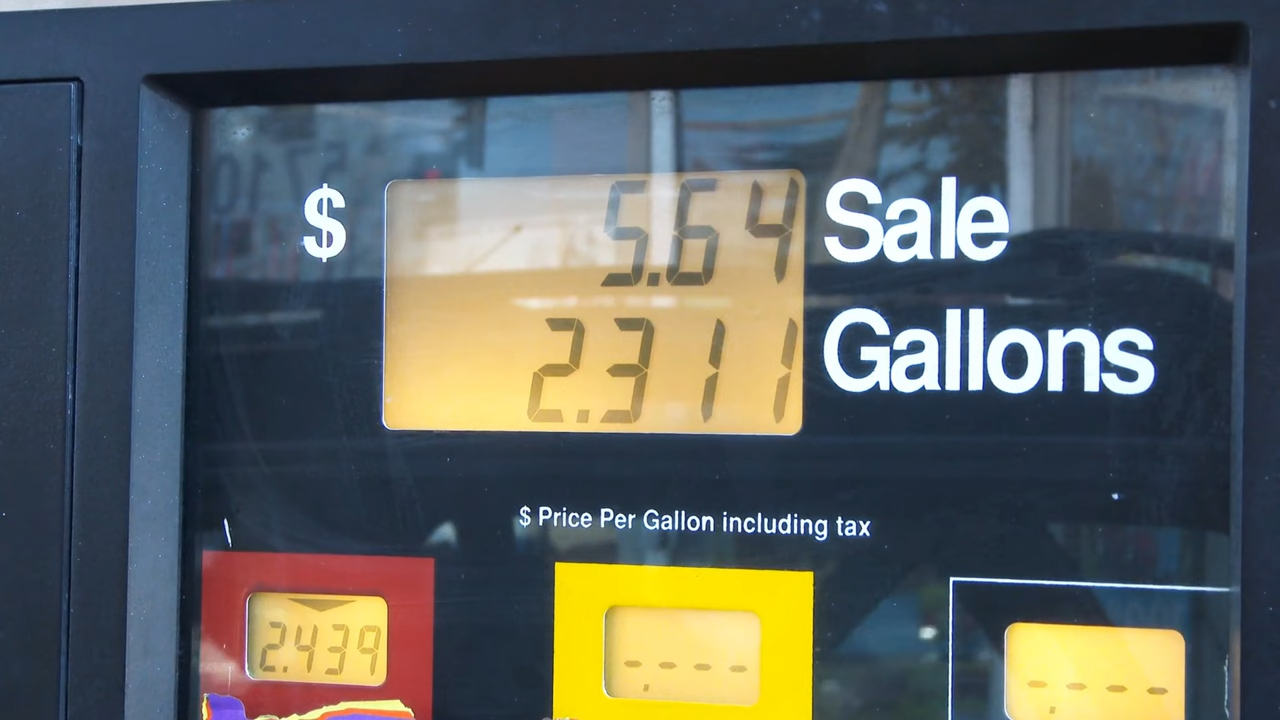 $ 5.64 Sale
2.311 Gallons
$ Price Per Gallon including tax
2.439 -.--- -.---